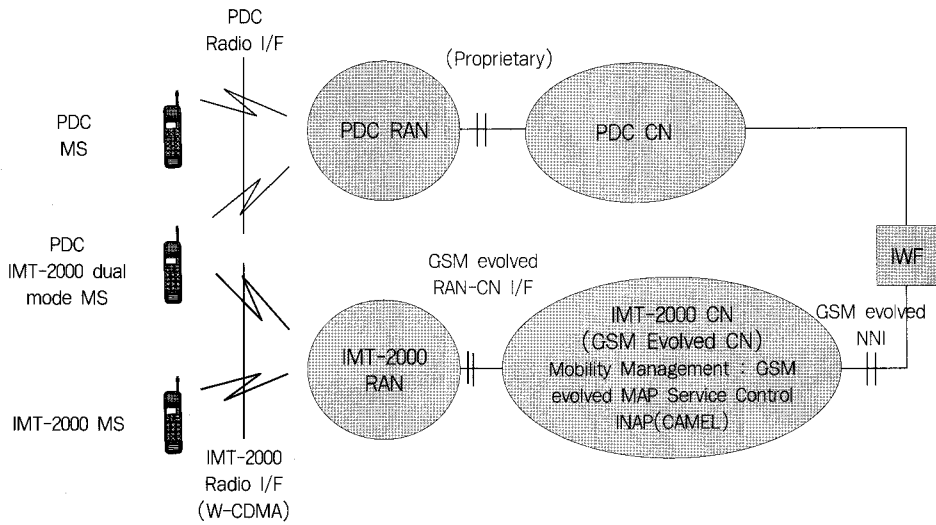 PDC
Radio I/F
(Proprietary)
PDC
MS
PDC RAN
PDC CN
PDC
IMT-2000 dual
mode MS
GSM evolved
RAN-CN I/F
IWF
IMT-2000 CN
(GSM Evolved CN)
Mobility Management : GSM
evolved MAP Service Control
INAP(CAMEL)
GSM evolved
NNI
IMT-2000
RAN
IMT-2000 MS
IMT-2000
Radio I/F
(W-CDMA)